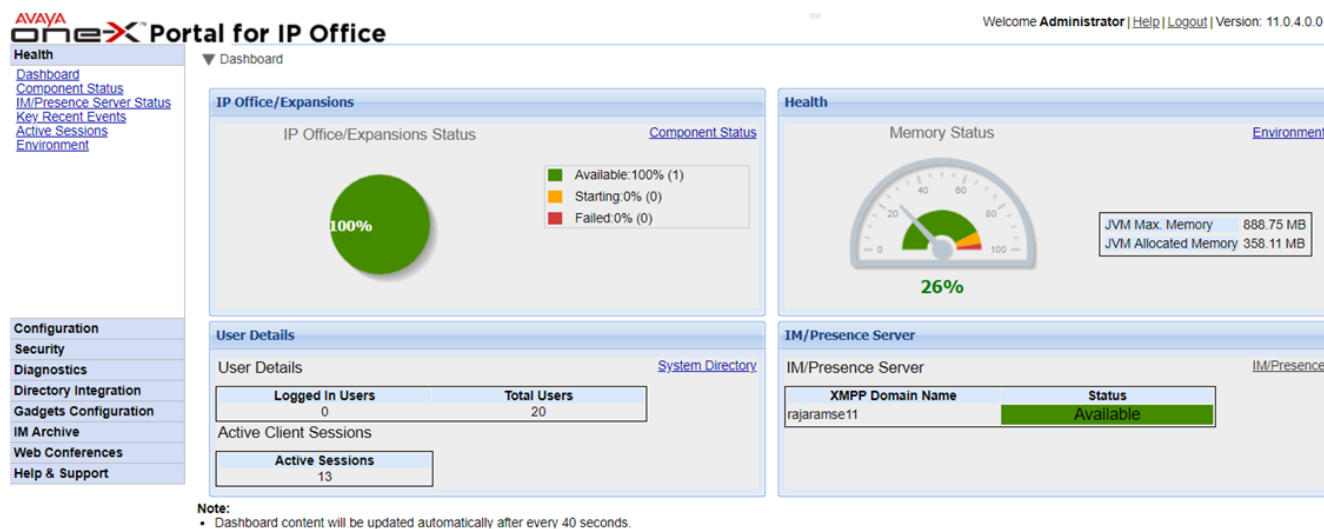 AVAYA
one-X™ Portal for IP Office
Welcome Administrator | Help | Logout | Version: 11.0.4.0.0
Health
Dashboard
Component Status
IM/Presence Server Status
Key Recent Events
Active Sessions
Environment
Configuration
Security
Diagnostics
Directory Integration
Gadgets Configuration
IM Archive
Web Conferences
Help & Support
Dashboard
IP Office/Expansions
IP Office/Expansions Status
Component Status
100%
Available:100% (1)
Starting:0% (0)
Failed:0% (0)
Health
Memory Status
Environment
0 20 40 60 80 100
26%
JVM Max. Memory 888.75 MB
JVM Allocated Memory 358.11 MB
User Details
User Details
System Directory
Logged In Users Total Users
0 20
Active Client Sessions
Active Sessions
13
IM/Presence Server
IM/Presence Server
IM/Presence
XMPP Domain Name Status
rajaramse11 Available
Note:
• Dashboard content will be updated automatically after every 40 seconds.